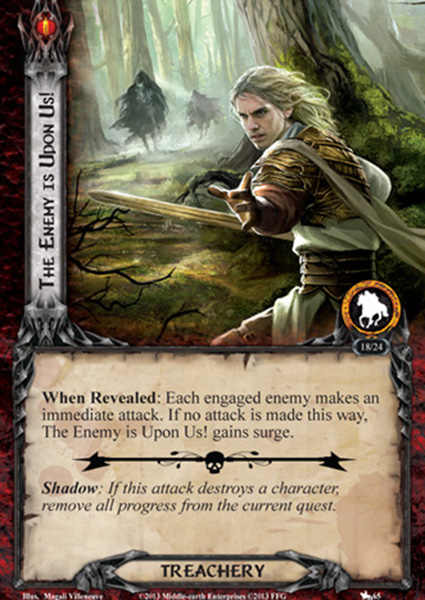 The Enemy is Upon Us!
18/24
When Revealed: Each engaged enemy makes an
immediate attack. If no attack is made this way,
The Enemy is Upon Us! gains surge.
Shadow: If this attack destroys a character,
remove all progress from the current quest.
TREACHERY
Illus. Magali Villeneuve
©2013 Middle-earth Enterprises ©2013 FFG
65